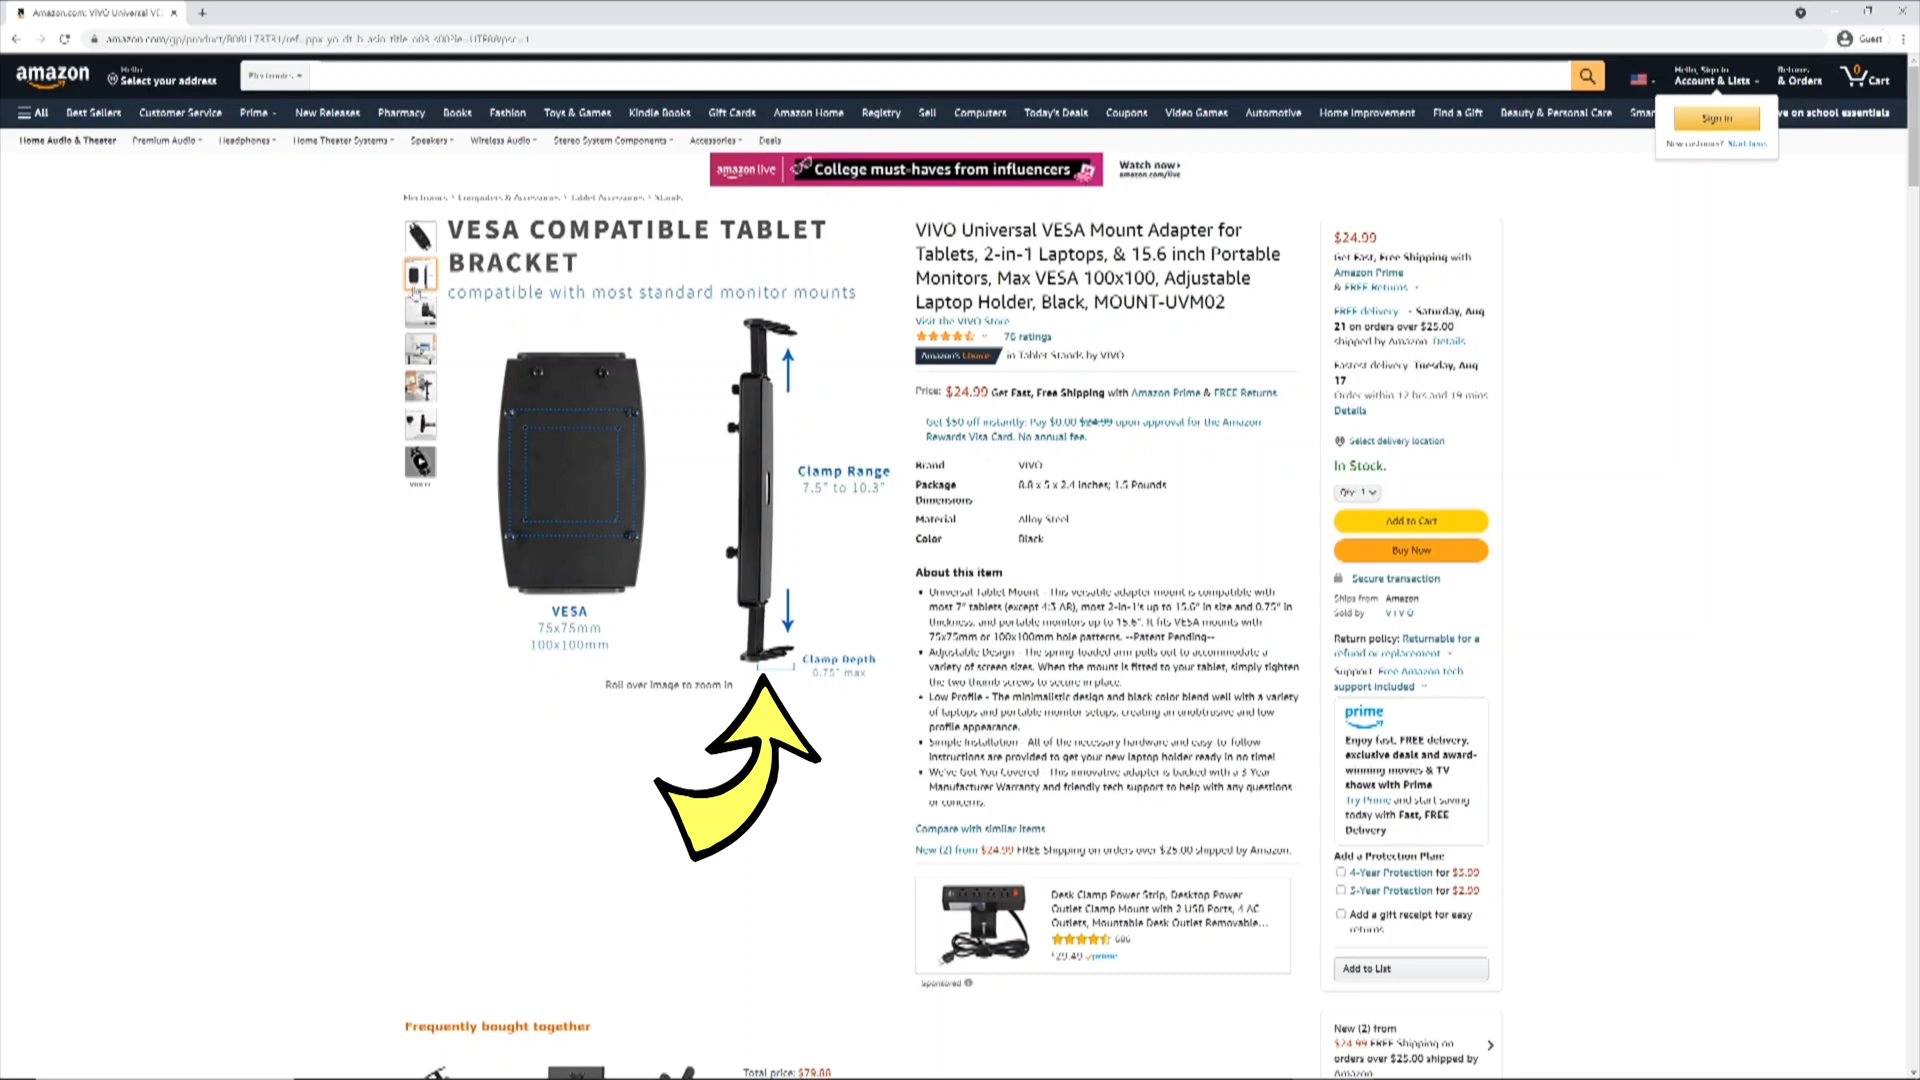 Amazon.com: VIVO Universal VE
amazon
Hello
Select your address
Electronics
Hello, Sign in
Account & Lists
Returns
& Orders
0
Cart
Guest
All
Best Sellers
Customer Service
Prime
New Releases
Pharmacy
Books
Fashion
Toys & Games
Kindle Books
Gift Cards
Amazon Home
Registry
Sell
Computers
Today's Deals
Coupons
Video Games
Automotive
Home Improvement
Find a Gift
Beauty & Personal Care
Smar
ve on school essentials
Sign in
New customer? Start here.
Home Audio & Theater
Premium Audio
Headphones
Home Theater Systems
Speakers
Wireless Audio
Stereo System Components
Accessories
Deals
amazon live
College must-haves from influencers
Watch now
amazon.com/live
Electronics › Computers & Accessories › Tablet Accessories › Stands
VESA COMPATIBLE TABLET
BRACKET
compatible with most standard monitor mounts
Clamp Range
7.5" to 10.3"
VESA
75x75mm
100x100mm
Clamp Depth
0.75" max
VIDEO
Roll over image to zoom in
VIVO Universal VESA Mount Adapter for
Tablets, 2-in-1 Laptops, & 15.6 inch Portable
Monitors, Max VESA 100x100, Adjustable
Laptop Holder, Black, MOUNT-UVM02
Visit the VIVO Store
76 ratings
Amazon's Choice in Tablet Stands by VIVO
Price: $24.99 Get Fast, Free Shipping with Amazon Prime & FREE Returns
Get $50 off instantly: Pay $0.00 $24.99 upon approval for the Amazon
Rewards Visa Card. No annual fee.
Brand VIVO
Package 8.8 x 5 x 2.4 inches; 1.5 Pounds
Dimensions
Material Alloy Steel
Color Black
About this item
Universal Tablet Mount - This versatile adapter mount is compatible with
most 7" tablets (except 4:3 AR), most 2-in-1's up to 15.6" in size and 0.75" in
thickness, and portable monitors up to 15.6". It fits VESA mounts with
75x75mm or 100x100mm hole patterns. --Patent Pending--
Adjustable Design - The spring loaded arm pulls out to accommodate a
variety of screen sizes. When the mount is fitted to your tablet, simply tighten
the two thumb screws to secure in place.
Low Profile - The minimalistic design and black color blend well with a variety
of laptops and portable monitor setups, creating an unobtrusive and low
profile appearance.
Simple Installation - All of the necessary hardware and easy-to-follow
instructions are provided to get your new laptop holder ready in no time!
We've Got You Covered - This innovative adapter is backed with a 3 Year
Manufacturer Warranty and friendly tech support to help with any questions
or concerns.
Compare with similar items
New (2) from $24.99 FREE Shipping on orders over $25.00 shipped by Amazon.
Desk Clamp Power Strip, Desktop Power
Outlet Clamp Mount with 2 USB Ports, 4 AC
Outlets, Mountable Desk Outlet Removable...
$29.49 prime
Sponsored
$24.99
Get Fast, Free Shipping with
Amazon Prime
& FREE Returns
FREE delivery Saturday, Aug
21 on orders over $25.00
shipped by Amazon. Details
Fastest delivery Tuesday, Aug
17
Order within 12 hrs and 19 mins
Details
Select delivery location
In Stock.
Qty: 1
Add to Cart
Buy Now
Secure transaction
Ships from Amazon
Sold by V I V O
Return policy: Returnable for a
refund or replacement
Support: Free Amazon tech
support included
prime
Enjoy fast, FREE delivery,
exclusive deals and award-
winning movies & TV
shows with Prime
Try Prime and start saving
today with Fast, FREE
Delivery
Add a Protection Plan:
4-Year Protection for
3-Year Protection for $2.99
Add a gift receipt for easy
returns
Add to List
New (2) from
$24.99 FREE Shipping on
orders over $25.00 shipped by
Amazon.
Frequently bought together
Total price: